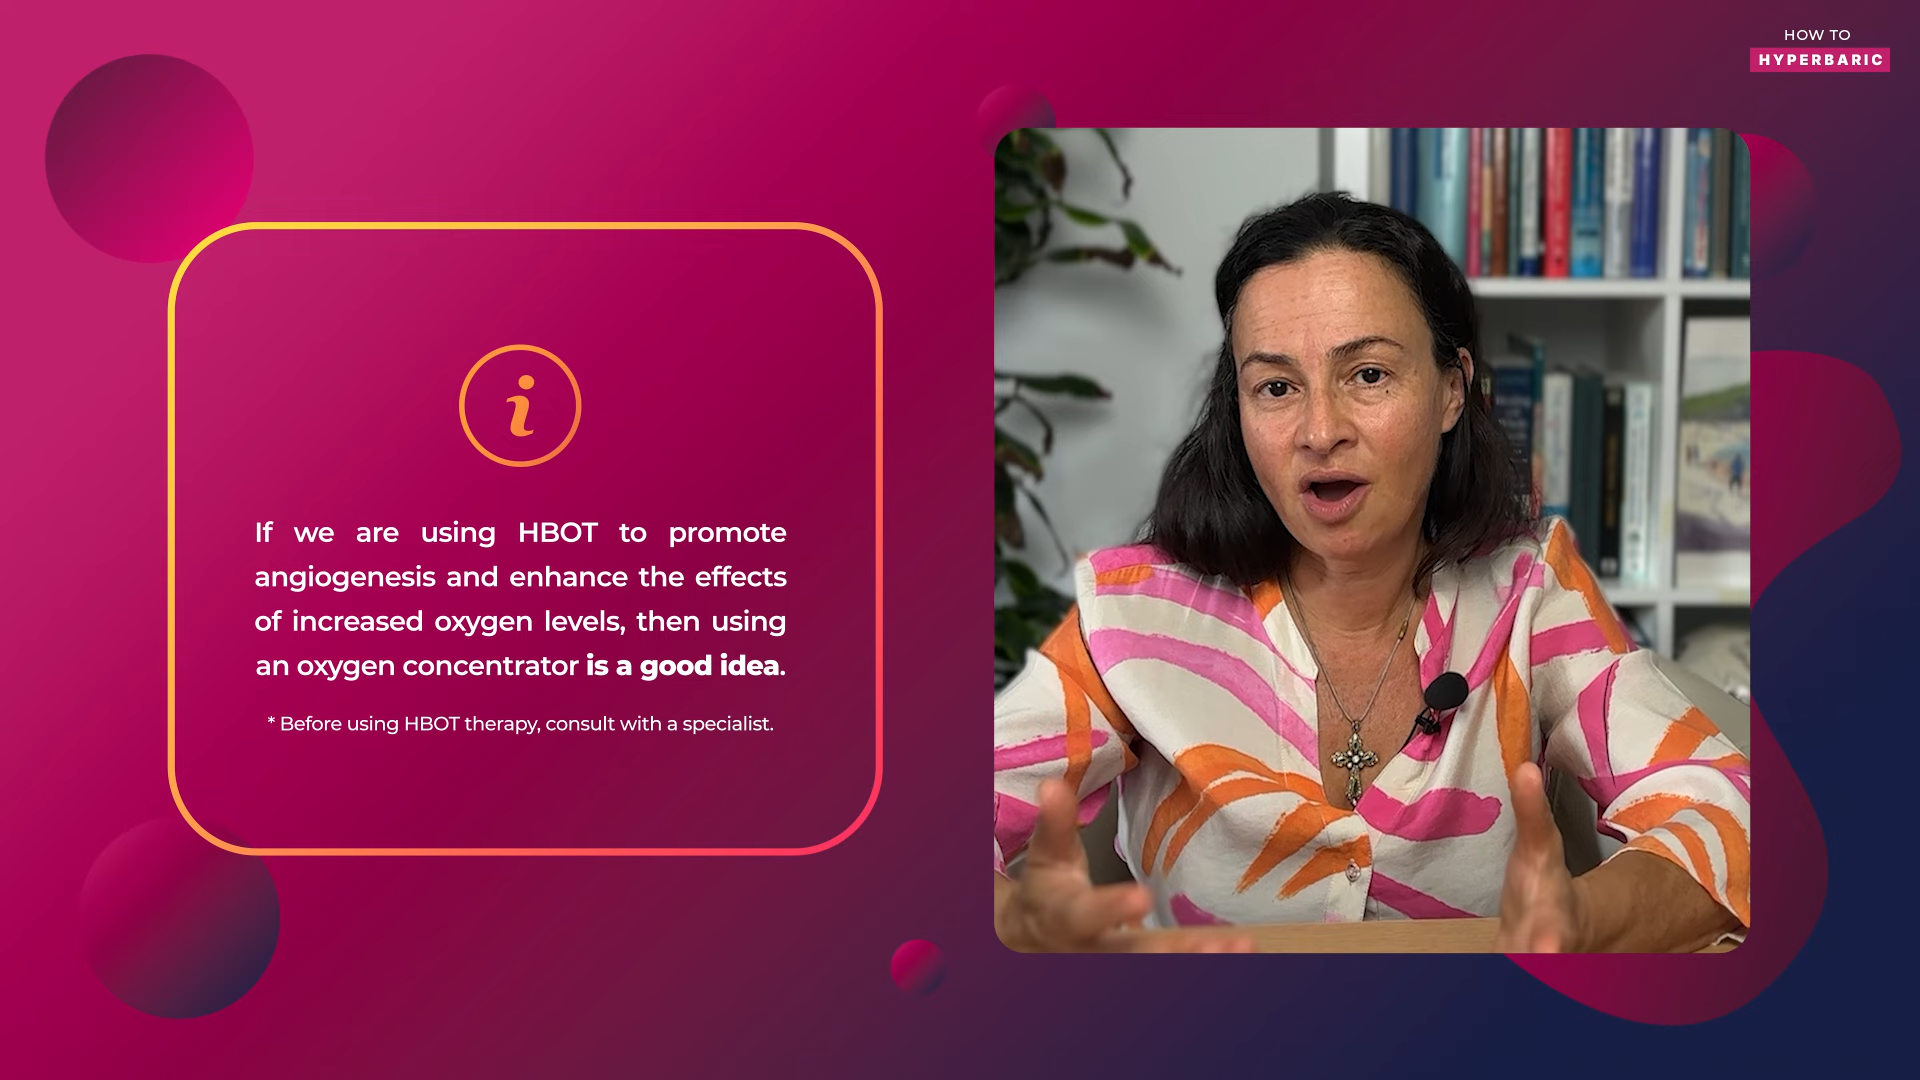 HOW TO
HYPERBARIC
If we are using HBOT to promote
angiogenesis and enhance the effects
of increased oxygen levels, then using
an oxygen concentrator is a good idea.
* Before using HBOT therapy, consult with a specialist.